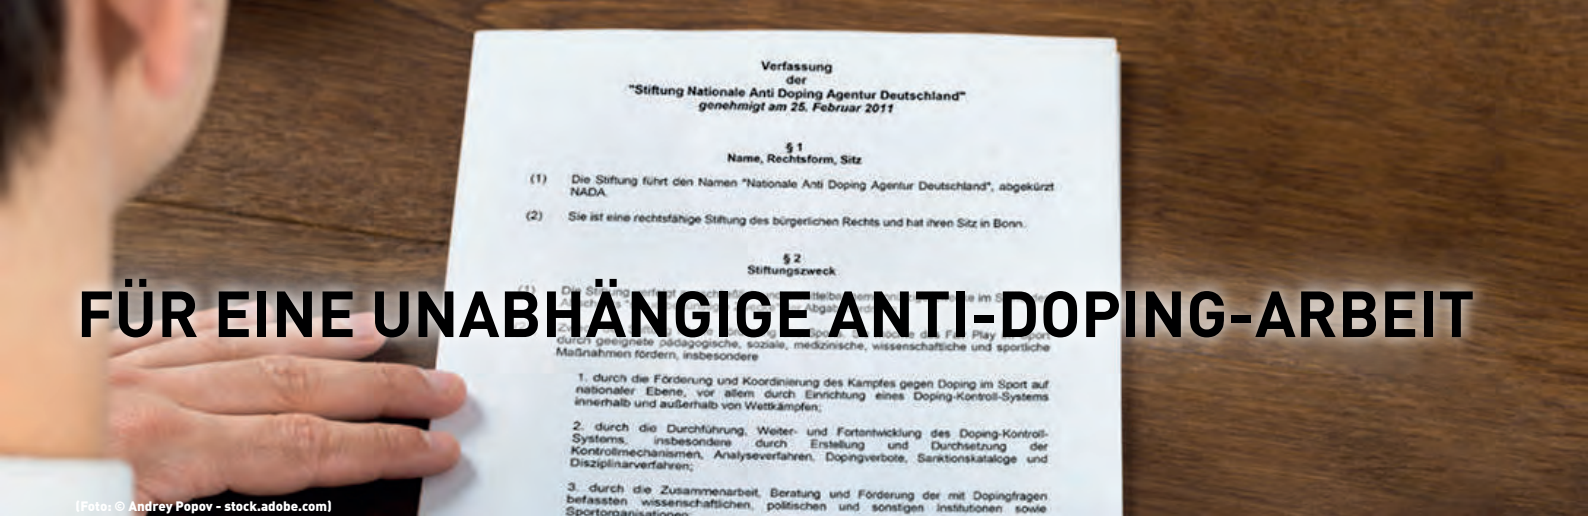 Verfassung
der
"Stiftung Nationale Anti Doping Agentur Deutschland"
genehmigt am 25. Februar 2011
§ 1
Name, Rechtsform, Sitz
(1) Die Stiftung führt den Namen "Nationale Anti Doping Agentur Deutschland", abgekürzt
NADA.
(2) Sie ist eine rechtsfähige Stiftung des bürgerlichen Rechts und hat ihren Sitz in Bonn.
§ 2
Stiftungszweck
(1) Die
FÜR EINE UNABHÄNGIGE ANTI-DOPING-ARBEIT
Fair Play
durch geeignete pädagogische, soziale, medizinische, wissenschaftliche und sportliche
Maßnahmen fördern, insbesondere
1. durch die Förderung und Koordinierung des Kampfes gegen Doping im Sport auf
nationaler Ebene, vor allem durch Einrichtung eines Doping-Kontroll-Systems
innerhalb und außerhalb von Wettkämpfen;
2. durch die Durchführung, Weiter- und Fortentwicklung des Doping-Kontroll-
Systems, insbesondere durch Erstellung und Durchsetzung der
Kontrollmechanismen, Analyseverfahren, Dopingverbote, Sanktionskataloge und
Disziplinarverfahren;
3. durch die Zusammenarbeit, Beratung und Förderung der mit Dopingfragen
befassten wissenschaftlichen, politischen und sonstigen Institutionen sowie
Sportorganisationen;
(Foto: © Andrey Popov - stock.adobe.com)